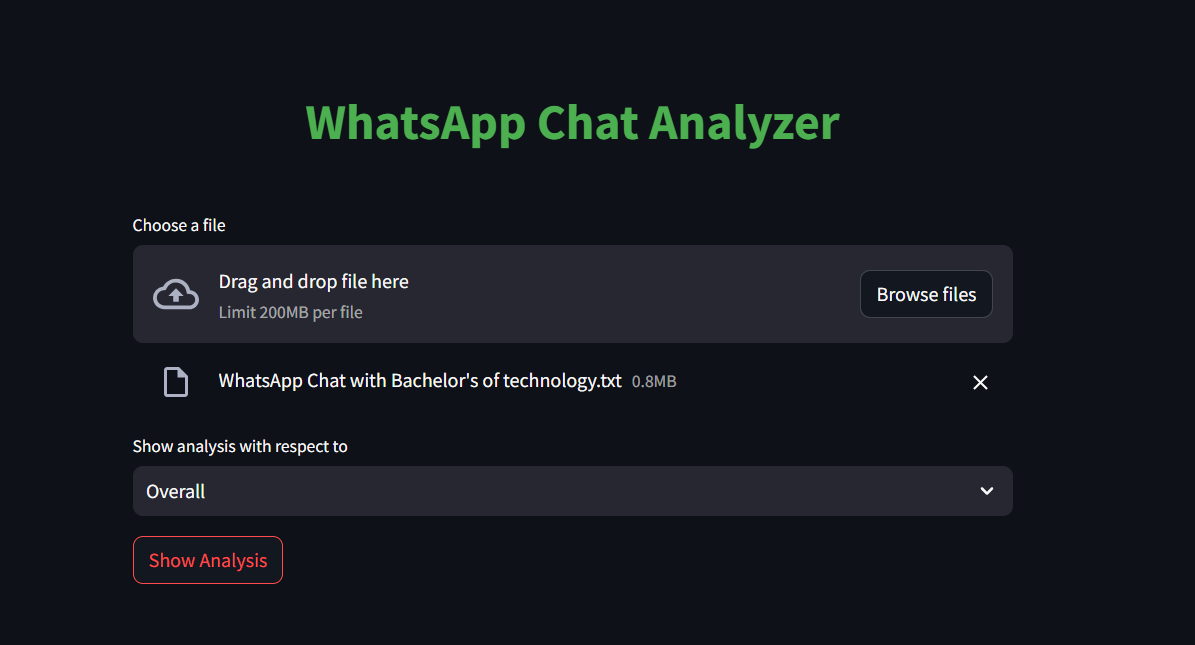 WhatsApp Chat Analyzer
Choose a file
Drag and drop file here
Limit 200MB per file
Browse files
WhatsApp Chat with Bachelor's of technology.txt 0.8MB
Show analysis with respect to
Overall
Show Analysis